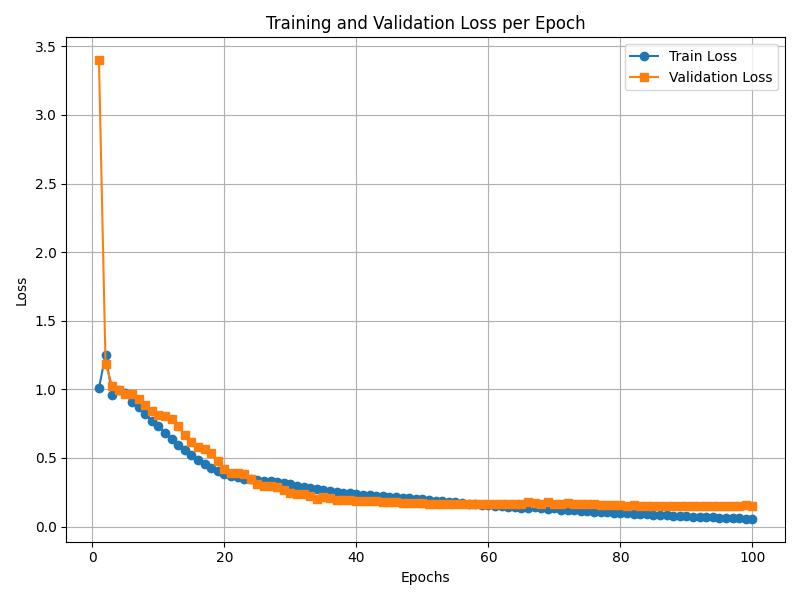 Training and Validation Loss per Epoch
Train Loss
Validation Loss
3.5
3.0
2.5
2.0
1.5
1.0
0.5
0.0
Loss
0 20 40 60 80 100
Epochs